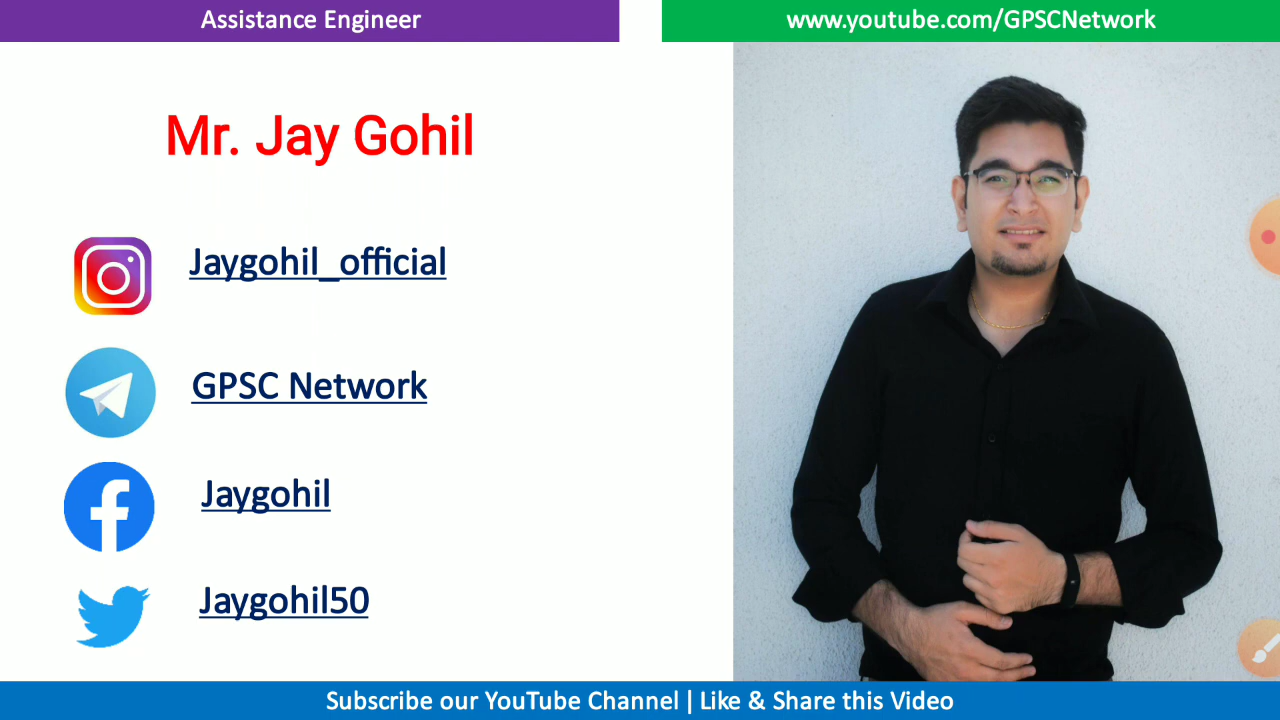 Assistance Engineer
www.youtube.com/GPSCNetwork
Mr. Jay Gohil
Jaygohil_official
GPSC Network
Jaygohil
Jaygohil50
Subscribe our YouTube Channel | Like & Share this Video